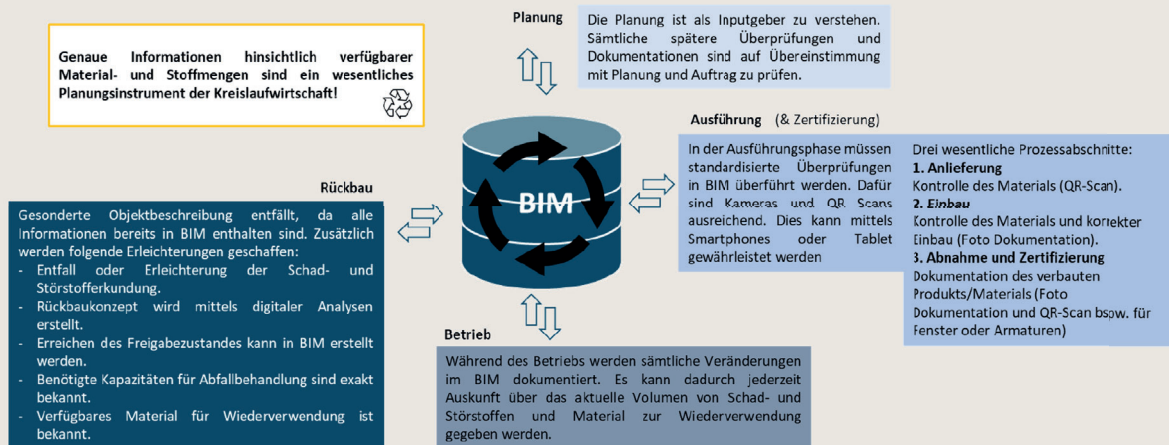 Planung
Die Planung ist als Inputgeber zu verstehen.
Sämtliche spätere Überprüfungen und
Dokumentationen sind auf Übereinstimmung
mit Planung und Auftrag zu prüfen.
Genaue Informationen hinsichtlich verfügbarer
Material- und Stoffmengen sind ein wesentliches
Planungsinstrument der Kreislaufwirtschaft!
Ausführung (& Zertifizierung)
In der Ausführungsphase müssen
standardisierte Überprüfungen
in BIM überführt werden. Dafür
sind Kameras und QR Scans
ausreichend. Dies kann mittels
Smartphones oder Tablet
gewährleistet werden
Drei wesentliche Prozessabschnitte:
1. Anlieferung
Kontrolle des Materials (QR-Scan).
2. Einbau
Kontrolle des Materials und korrekter
Einbau (Foto Dokumentation).
3. Abnahme und Zertifizierung
Dokumentation des verbauten
Produkts/Materials (Foto
Dokumentation und QR-Scan bspw. für
Fenster oder Armaturen)
BIM
Rückbau
Gesonderte Objektbeschreibung entfällt, da alle
Informationen bereits in BIM enthalten sind. Zusätzlich
werden folgende Erleichterungen geschaffen:
- Entfall oder Erleichterung der Schad- und
Störstofferkundung.
- Rückbaukonzept wird mittels digitaler Analysen
erstellt.
- Erreichen des Freigabezustandes kann in BIM erstellt
werden.
- Benötigte Kapazitäten für Abfallbehandlung sind exakt
bekannt.
- Verfügbares Material für Wiederverwendung ist
bekannt.
Betrieb
Während des Betriebs werden sämtliche Veränderungen
im BIM dokumentiert. Es kann dadurch jederzeit
Auskunft über das aktuelle Volumen von Schad- und
Störstoffen und Material zur Wiederverwendung
gegeben werden.